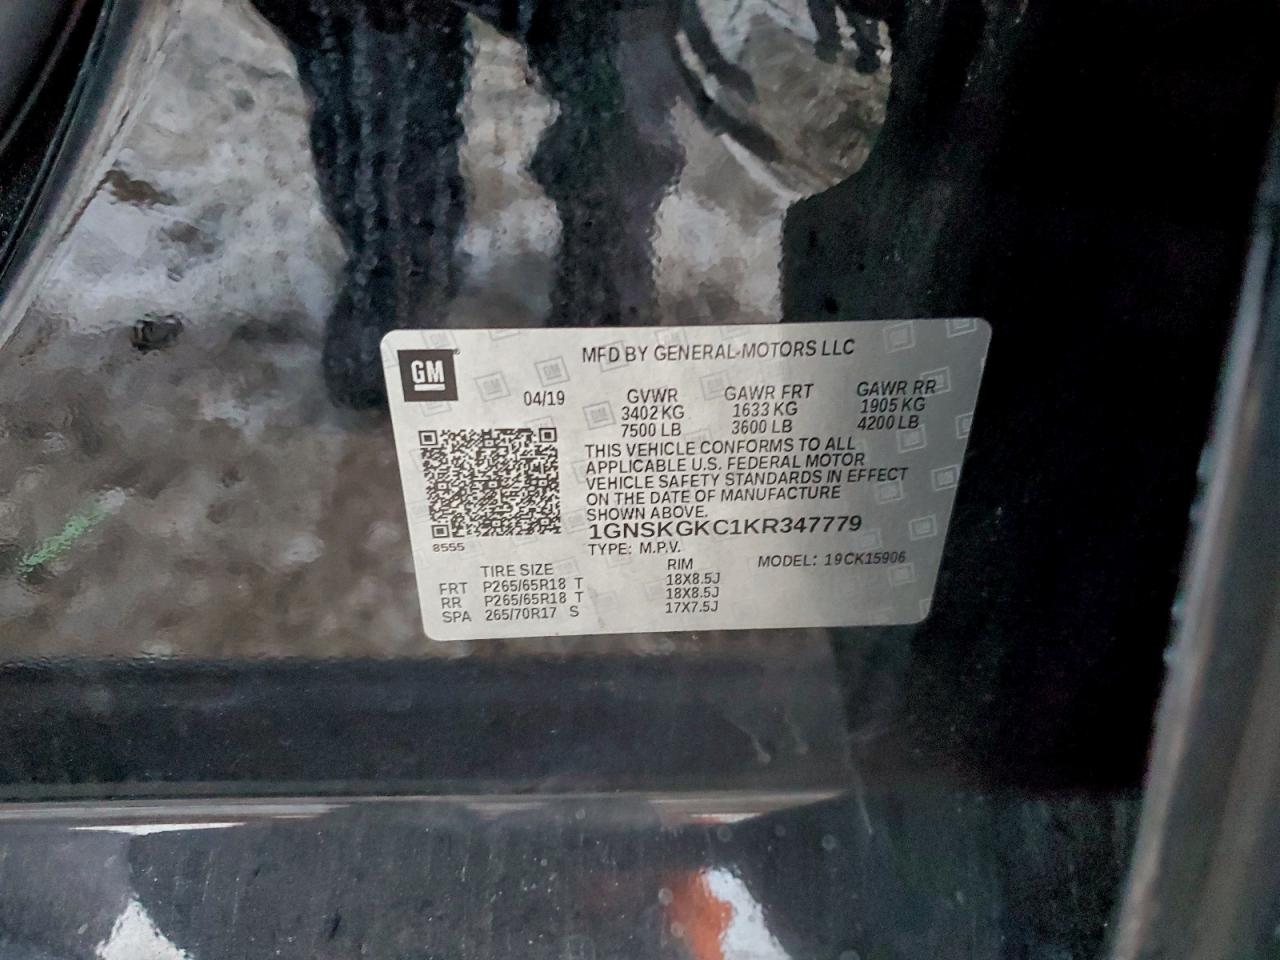 GM
MFD BY GENERAL MOTORS LLC
04/19 GVWR GAWR FRT GAWR RR
3402 KG 1633 KG 1905 KG
7500 LB 3600 LB 4200 LB
THIS VEHICLE CONFORMS TO ALL
APPLICABLE U.S. FEDERAL MOTOR
VEHICLE SAFETY STANDARDS IN EFFECT
ON THE DATE OF MANUFACTURE
SHOWN ABOVE.
1GNSKGKC1KR347779
8555 TYPE: M.P.V. MODEL: 19CK15906
TIRE SIZE RIM
FRT P265/65R18 T 18X8.5J
RR P265/65R18 T 18X8.5J
SPA 265/70R17 S 17X7.5J